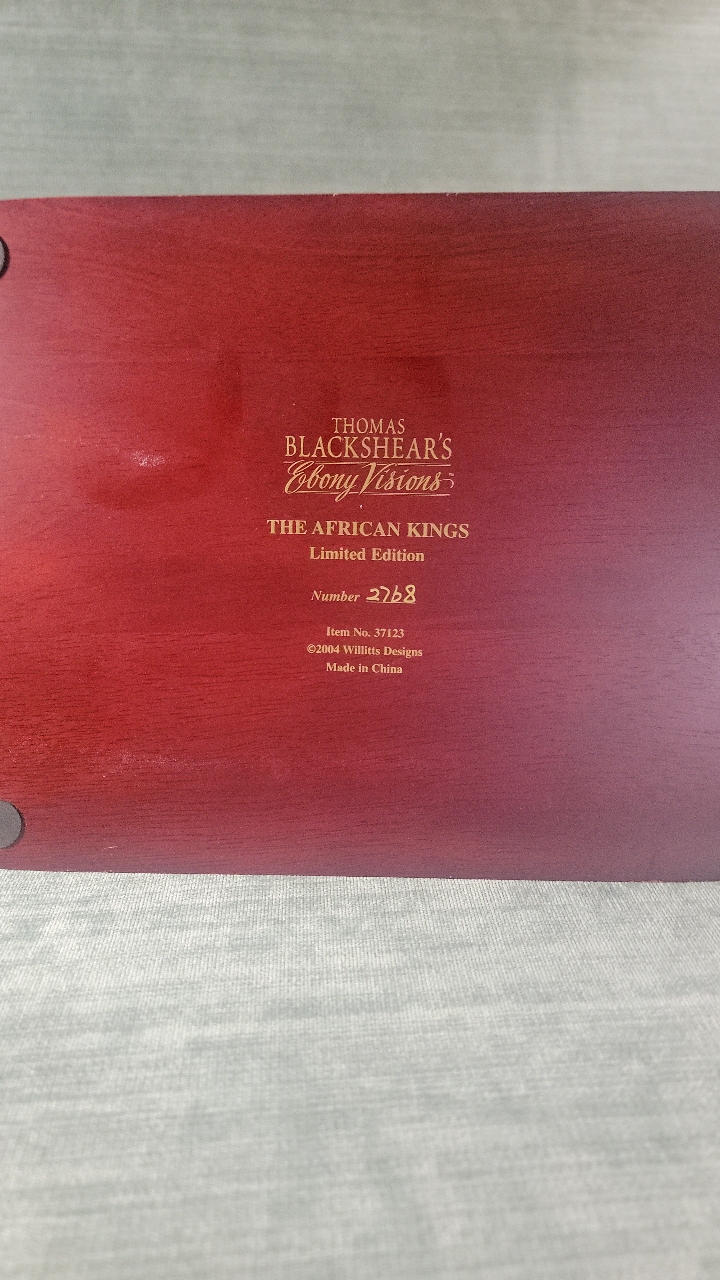 THOMAS
BLACKSHEAR'S
Ebony Visions™
THE AFRICAN KINGS
Limited Edition
Number 2768
Item No. 37123
©2004 Willitts Designs
Made in China